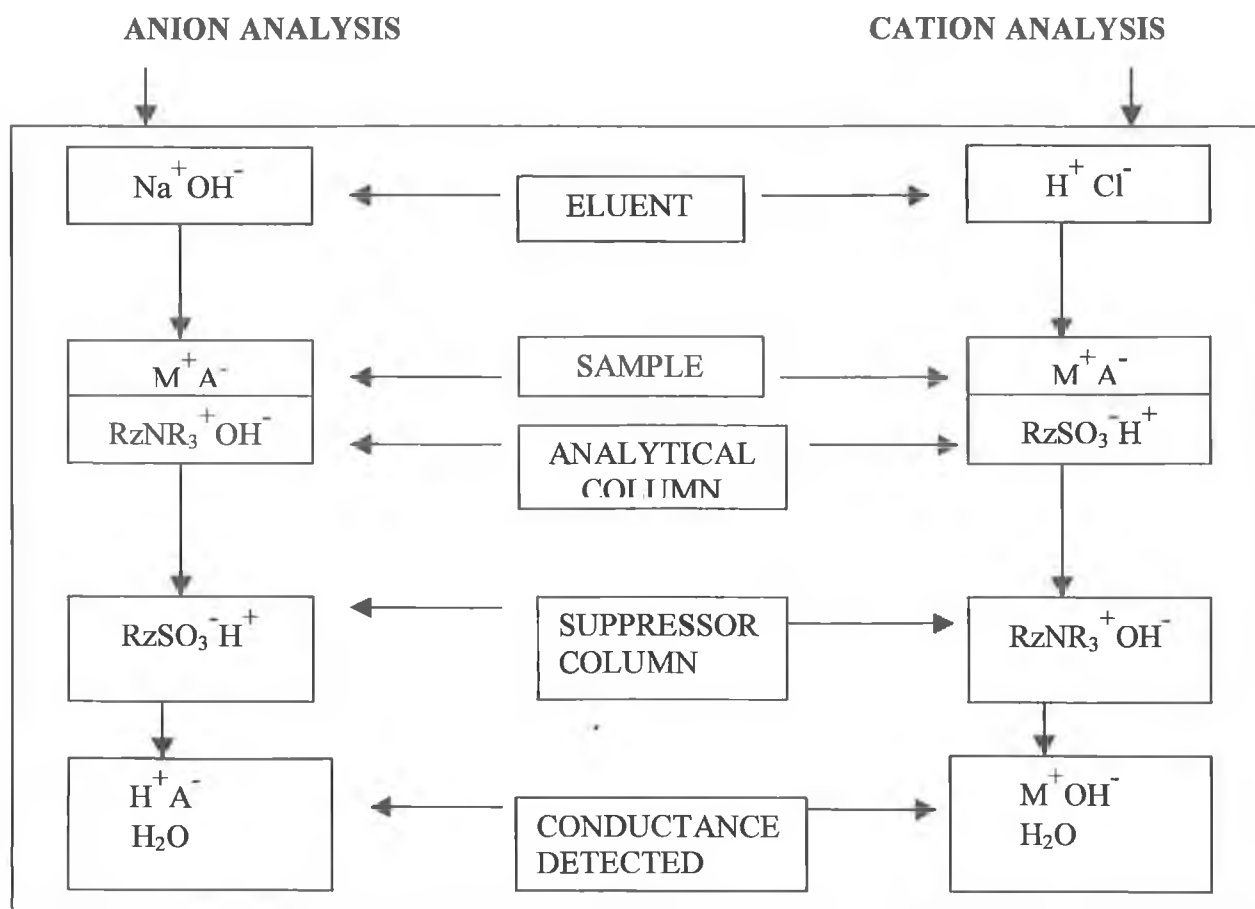 ANION ANALYSIS CATION ANALYSIS
Na⁺OH⁻ ELUENT H⁺ Cl⁻
M⁺A⁻ SAMPLE M⁺A⁻
RzNR₃⁺OH⁻ ANALYTICAL RzSO₃⁻H⁺
COLUMN
RzSO₃⁻H⁺ SUPPRESSOR RzNR₃⁺OH⁻
COLUMN
H⁺A⁻ CONDUCTANCE M⁺OH⁻
H₂O DETECTED H₂O